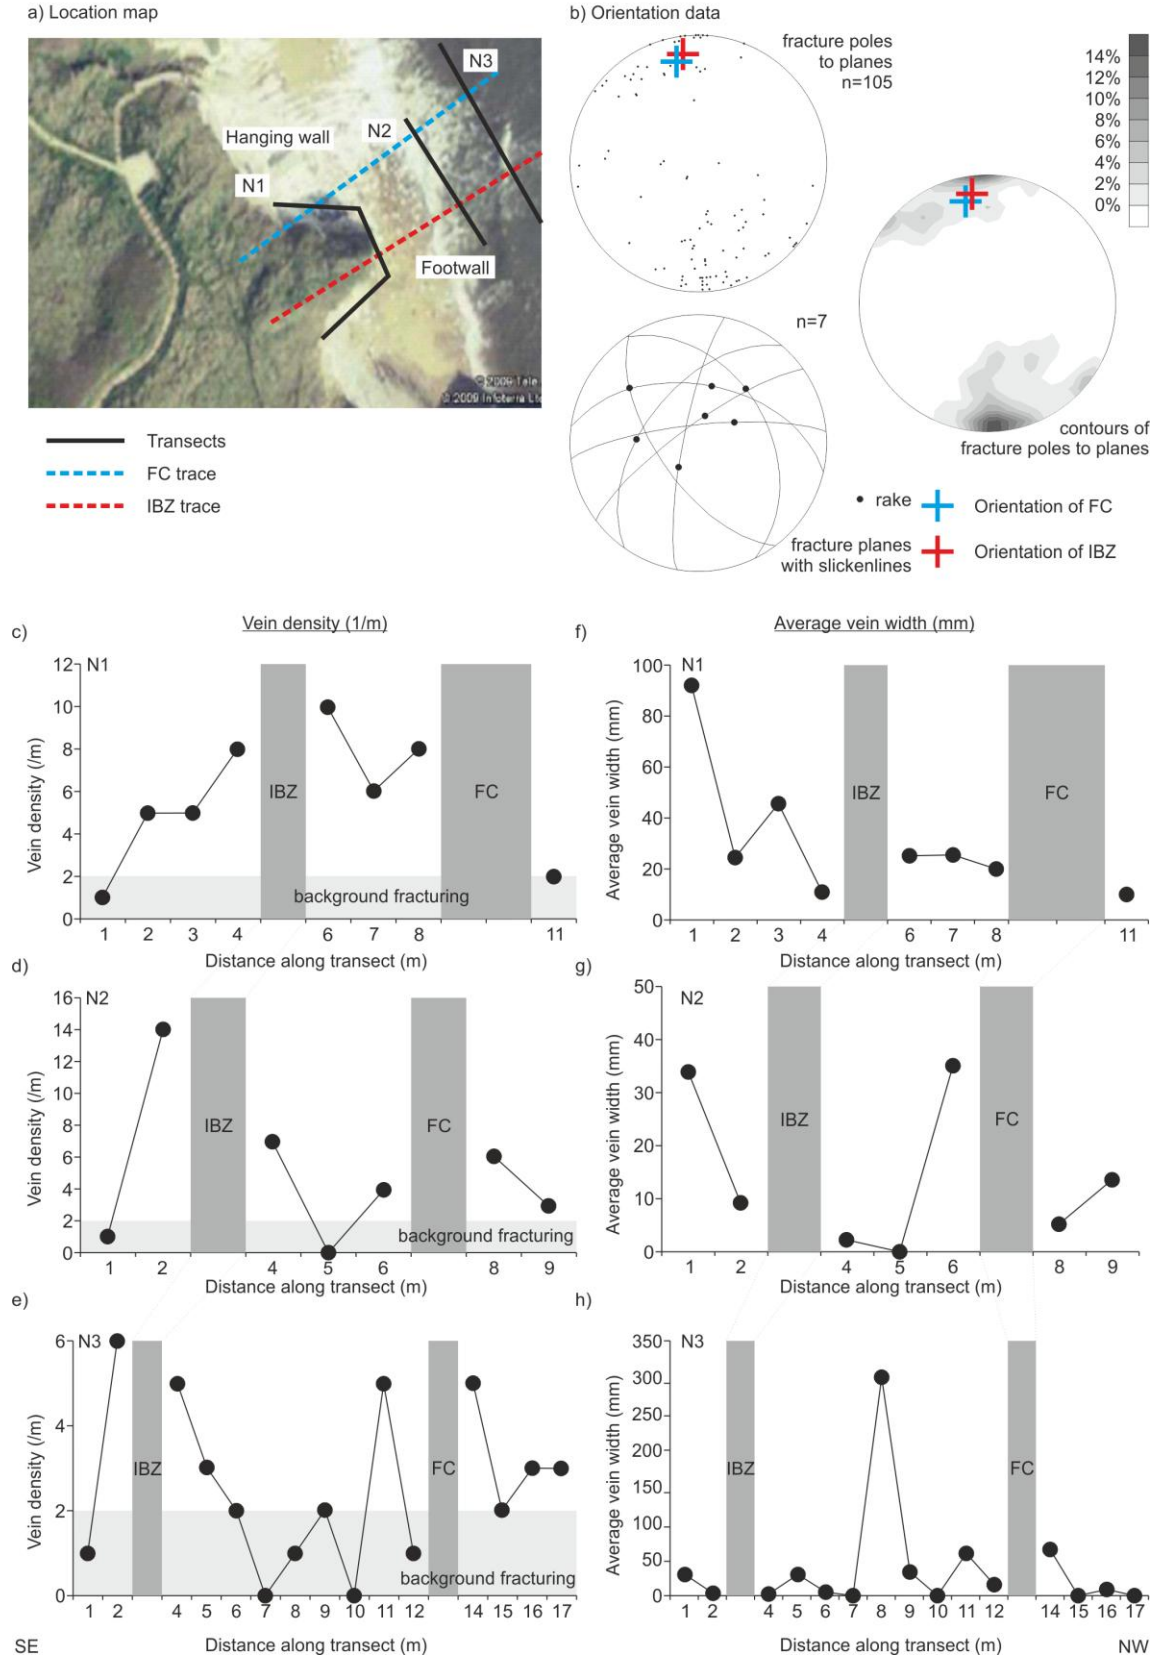 a) Location map
N3
N2
Hanging wall
N1
Footwall
© 2009 Tele
© 2009 Infoterra Ltd
Transects
FC trace
IBZ trace
b) Orientation data
fracture poles
to planes
n=105
14%
12%
10%
8%
6%
4%
2%
0%
n=7
contours of
fracture poles to planes
rake
Orientation of FC
fracture planes
with slickenlines
Orientation of IBZ
c)
Vein density (1/m)
N1
Vein density (/m)
12
10
8
6
4
2
0
IBZ
FC
background fracturing
1 2 3 4 6 7 8 11
Distance along transect (m)
f)
Average vein width (mm)
N1
Average vein width (mm)
100
80
60
40
20
0
IBZ
FC
1 2 3 4 6 7 8 11
Distance along transect (m)
d)
N2
Vein density (/m)
16
14
12
10
8
6
4
2
0
IBZ
FC
background fracturing
1 2 4 5 6 8 9
Distance along transect (m)
g)
N2
Average vein width (mm)
50
40
30
20
10
0
IBZ
FC
1 2 4 5 6 8 9
Distance along transect (m)
e)
N3
Vein density (/m)
6
4
2
0
IBZ
FC
background fracturing
1 2 4 5 6 7 8 9 10 11 12 14 15 16 17
SE
Distance along transect (m)
h)
N3
Average vein width (mm)
350
300
250
200
150
100
50
0
IBZ
FC
1 2 4 5 6 7 8 9 10 11 12 14 15 16 17
Distance along transect (m)
NW